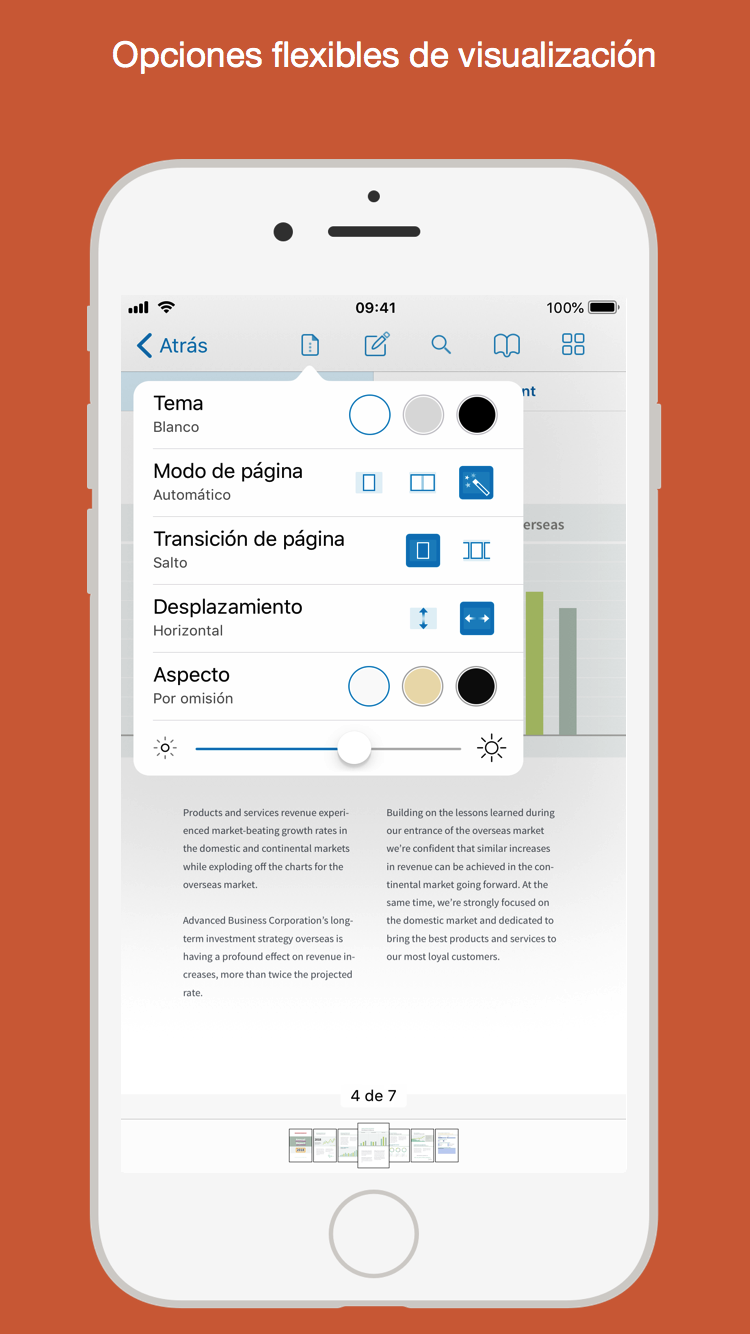 Opciones flexibles de visualización
09:41
100%
Atrás
nt
Tema
Blanco
Modo de página
Automático
erseas
Transición de página
Salto
Desplazamiento
Horizontal
Aspecto
Por omisión
Products and services revenue experi-
enced market-beating growth rates in
the domestic and continental markets
while exploding off the charts for the
overseas market.
Advanced Business Corporation's long-
term investment strategy overseas is
having a profound effect on revenue in-
creases, more than twice the projected
rate.
Building on the lessons learned during
our entrance of the overseas market
we're confident that similar increases
in revenue can be achieved in the con-
tinental market going forward. At the
same time, we're strongly focused on
the domestic market and dedicated to
bring the best products and services to
our most loyal customers.
4 de 7